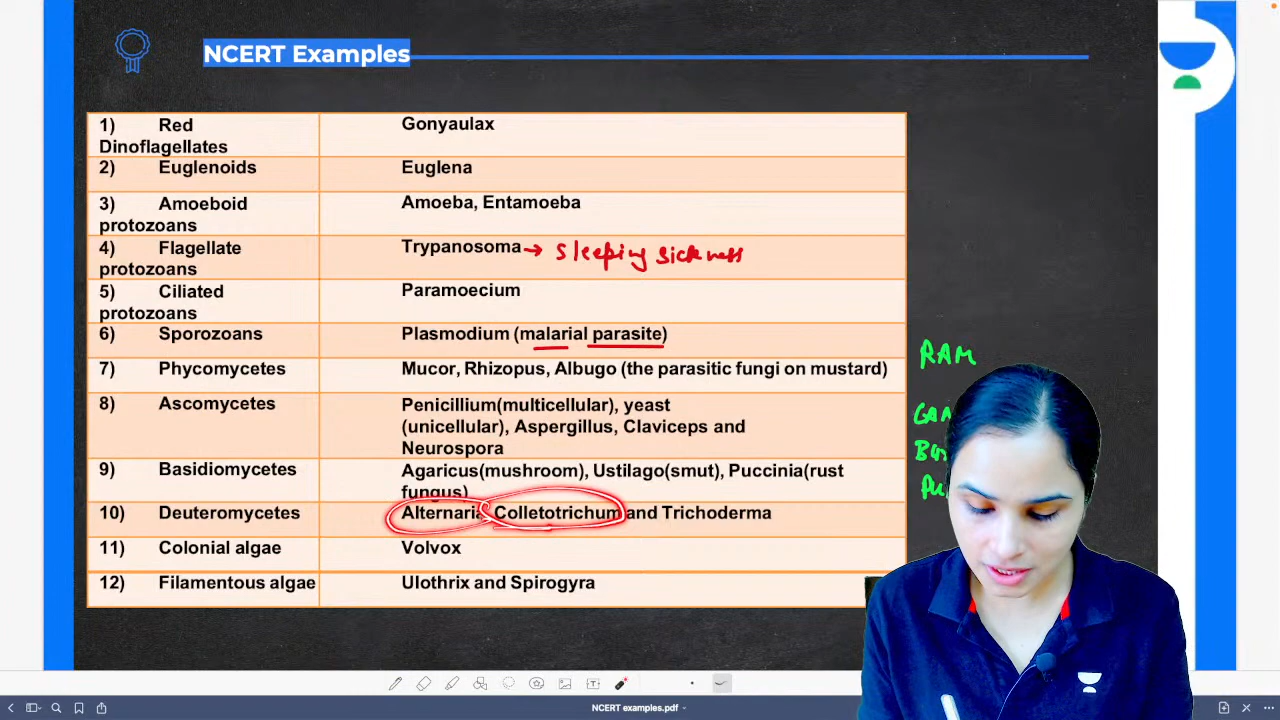 NCERT Examples
1) Red
Dinoflagellates
Gonyaulax
2) Euglenoids
Euglena
3) Amoeboid
protozoans
Amoeba, Entamoeba
4) Flagellate
protozoans
Trypanosoma → Sleeping sickness
5) Ciliated
protozoans
Paramoecium
6) Sporozoans
Plasmodium (malarial parasite)
RAM
7) Phycomycetes
Mucor, Rhizopus, Albugo (the parasitic fungi on mustard)
8) Ascomycetes
Penicillium(multicellular), yeast
(unicellular), Aspergillus, Claviceps and
Neurospora
9) Basidiomycetes
Agaricus(mushroom), Ustilago(smut), Puccinia(rust
fungus)
10) Deuteromycetes
Alternaria Colletotrichum and Trichoderma
11) Colonial algae
Volvox
12) Filamentous algae
Ulothrix and Spirogyra
NCERT examples.pdf